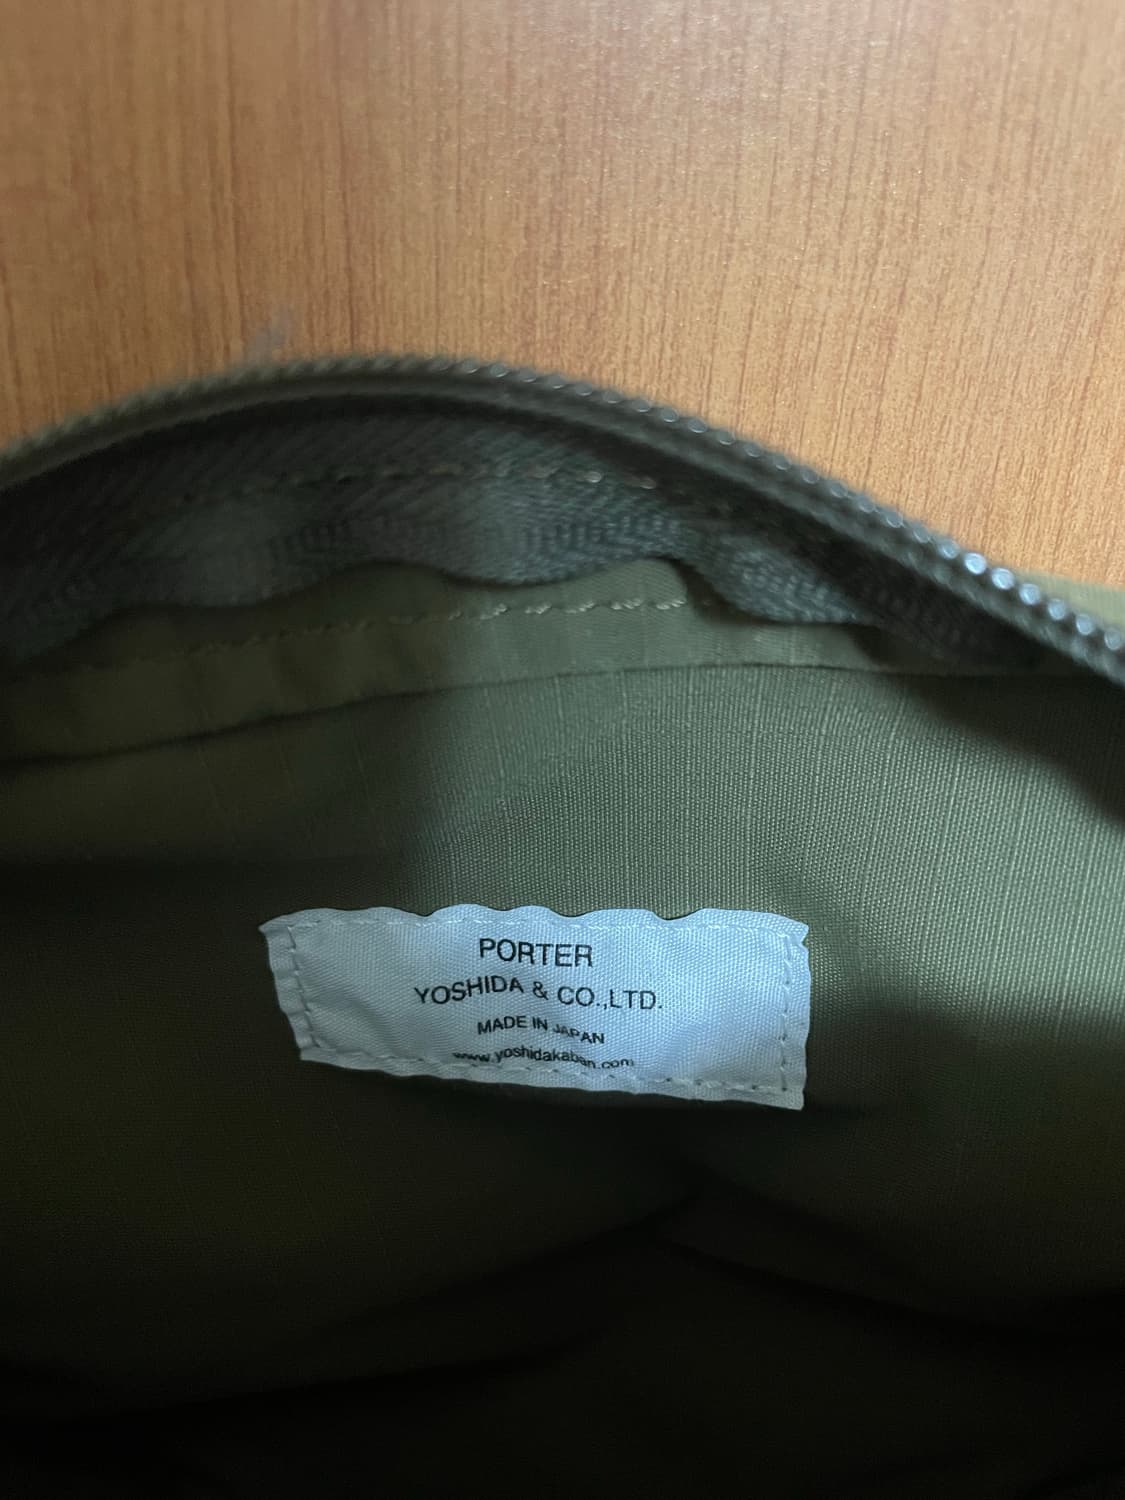 PORTER
YOSHIDA & CO.,LTD.
MADE IN JAPAN
www.yoshidakaban.com